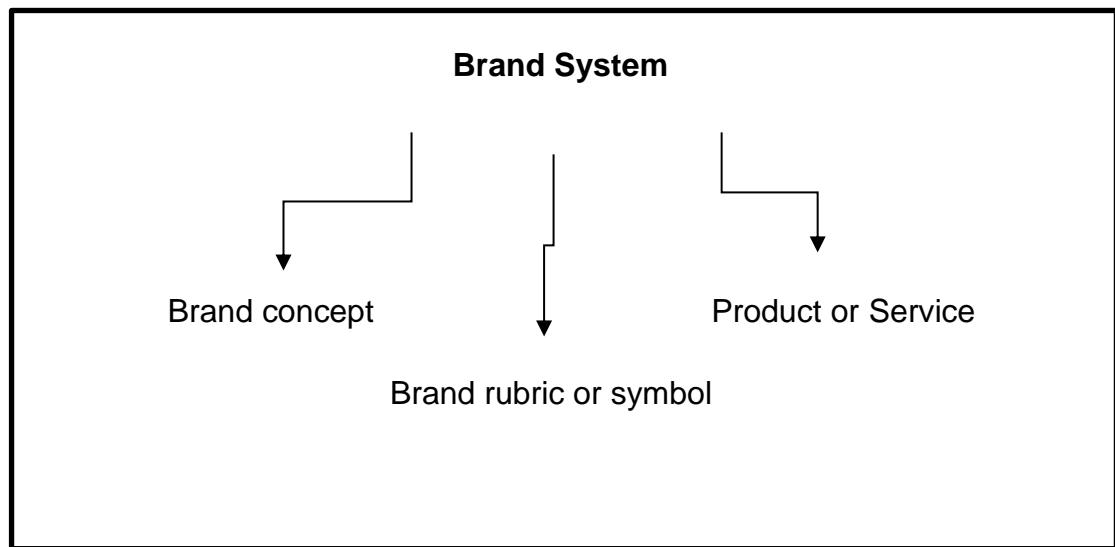 Brand System
Brand concept
Product or Service
Brand rubric or symbol